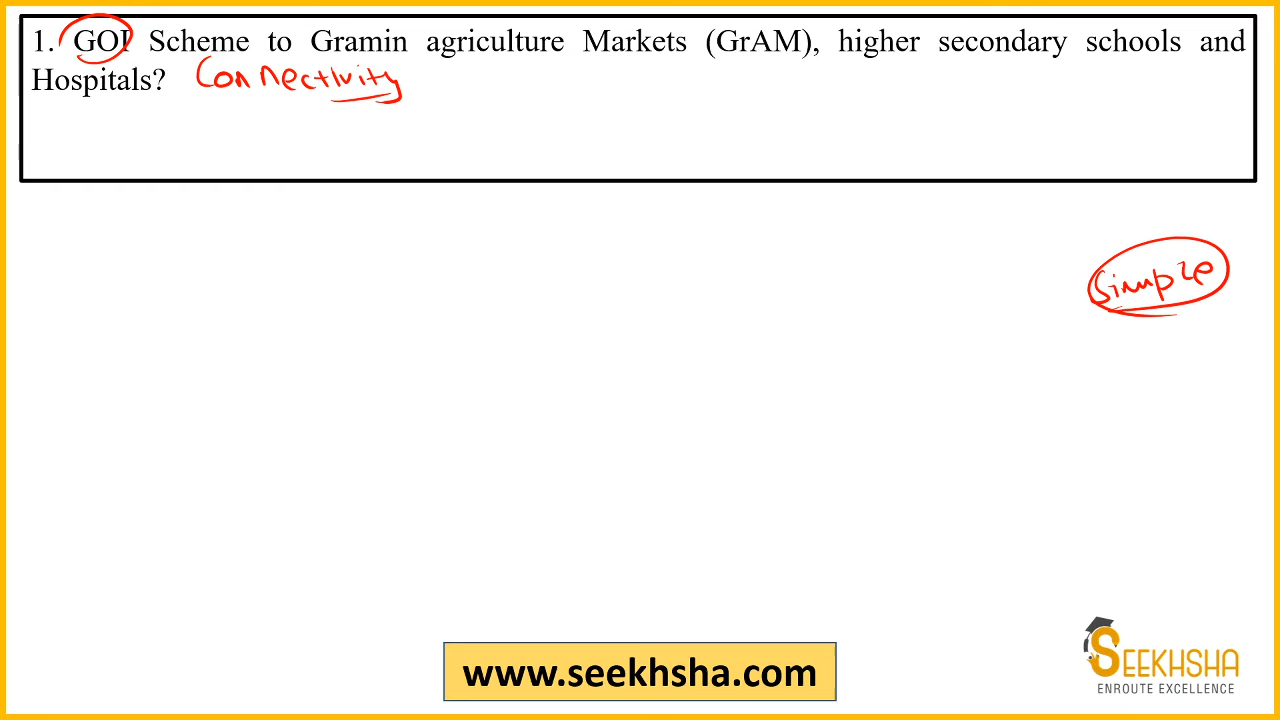 1. GOI Scheme to Gramin agriculture Markets (GrAM), higher secondary schools and
Hospitals? Connectivity
Simple
www.seekhsha.com
SEEKHSHA
ENROUTE EXCELLENCE